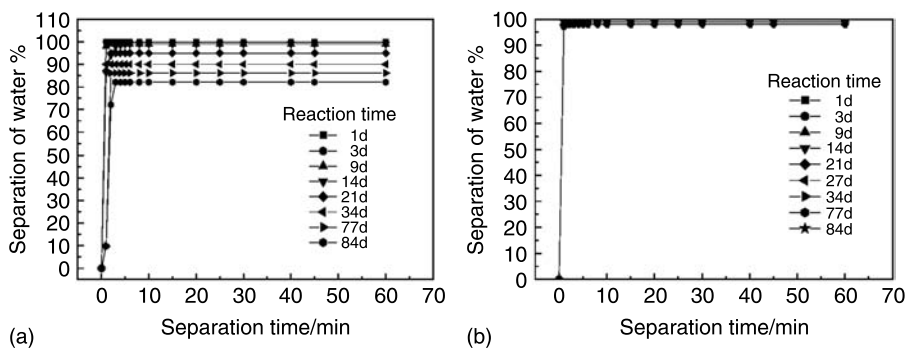 110
100
90
80
70
60
50
40
30
20
10
0
Separation of water %
Reaction time
1d
3d
9d
14d
21d
34d
77d
84d
0 10 20 30 40 50 60 70
Separation time/min
(a)
100
90
80
70
60
50
40
30
20
10
0
Separation of water %
Reaction time
1d
3d
9d
14d
21d
27d
34d
77d
84d
0 10 20 30 40 50 60 70
Separation time/min
(b)